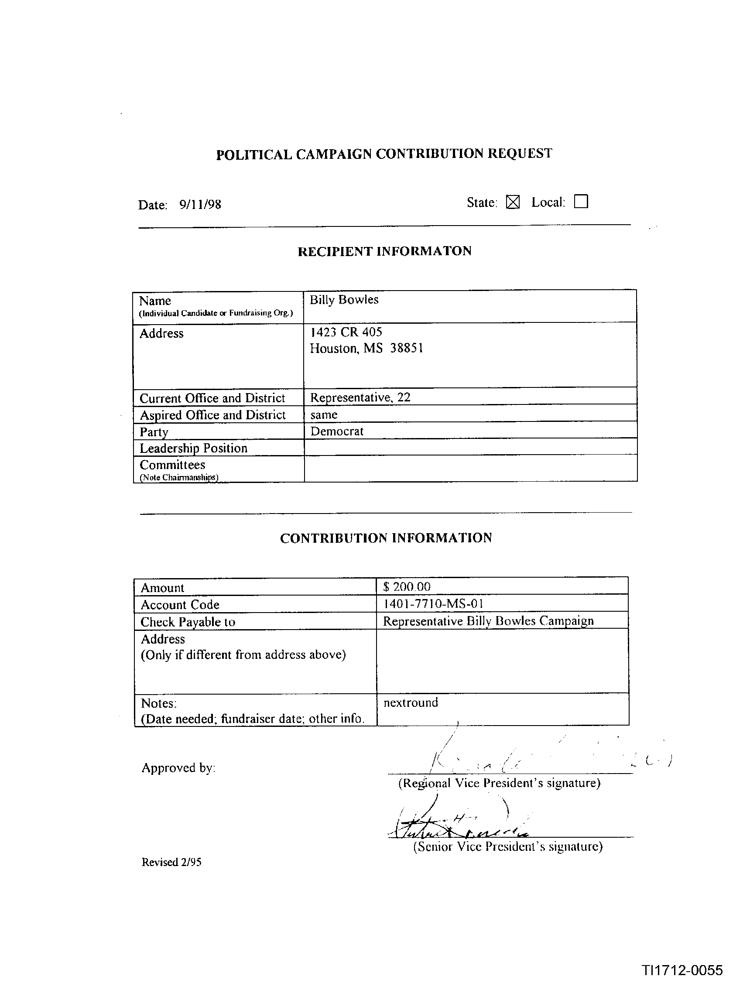 POLITICAL CAMPAIGN CONTRIBUTION REQUEST
Date: 9/11/98 State: ☒ Local: ☐
RECIPIENT INFORMATON
Name Billy Bowles
(Individual Candidate or Fundraising Org.)
Address 1423 CR 405
Houston, MS 38851
Current Office and District Representative, 22
Aspired Office and District same
Party Democrat
Leadership Position
Committees
(Note Chairmanships)
CONTRIBUTION INFORMATION
Amount $ 200.00
Account Code 1401-7710-MS-01
Check Payable to Representative Billy Bowles Campaign
Address
(Only if different from address above)
Notes: nextround
(Date needed; fundraiser date; other info.
Approved by:
(Regional Vice President's signature)
(Senior Vice President's signature)
Revised 2/95
TI1712-0055